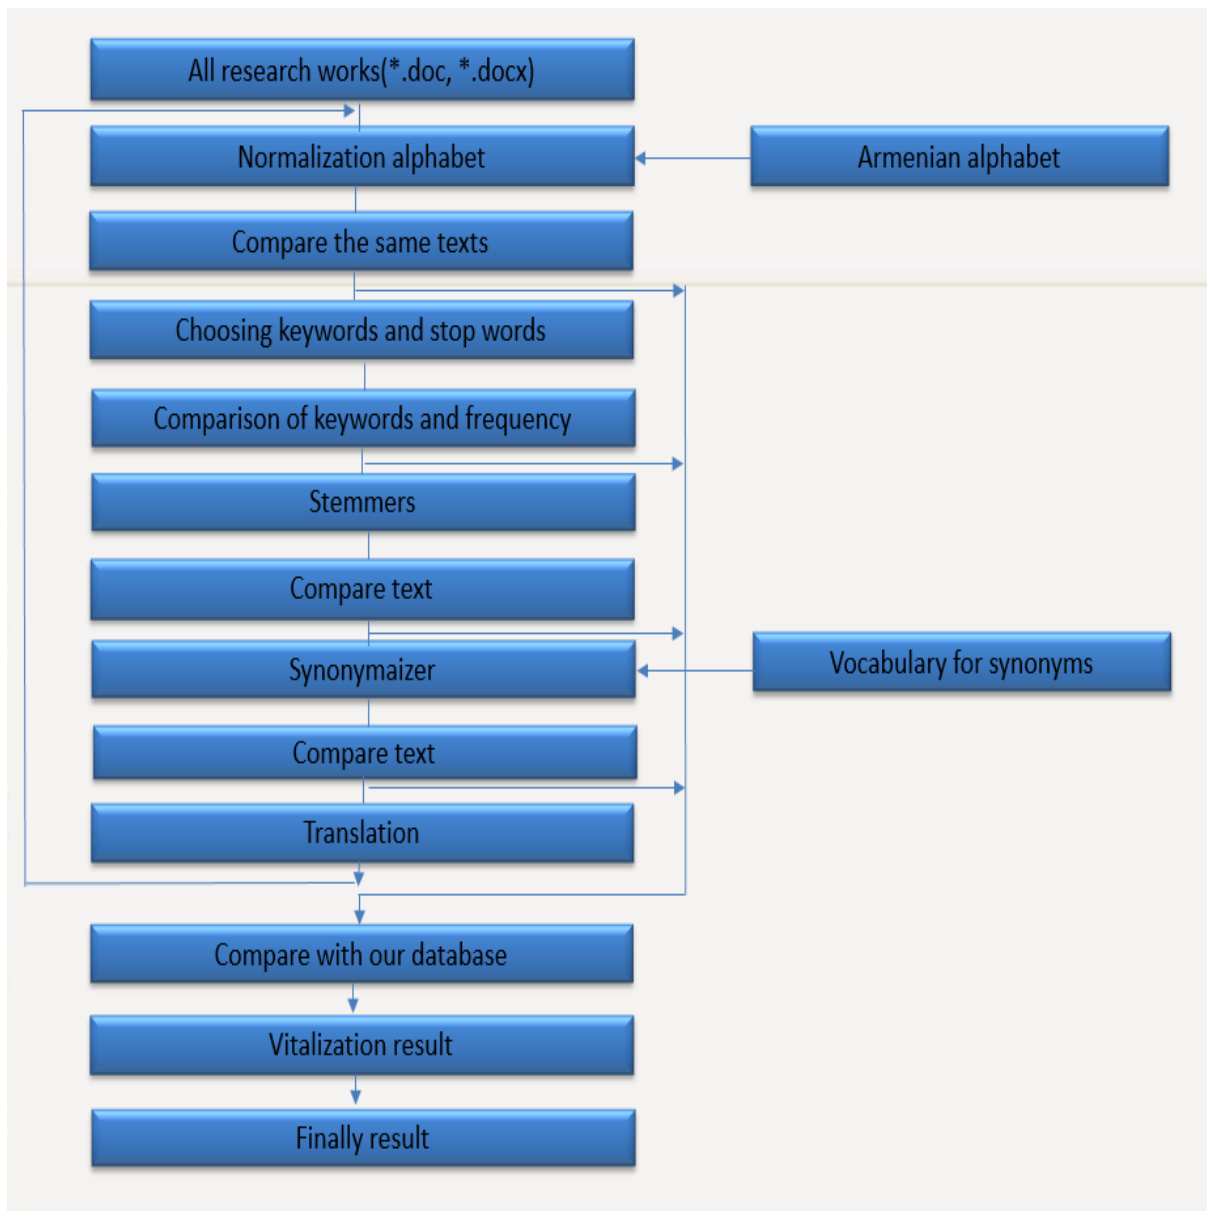 All research works(*.doc, *.docx)
Normalization alphabet
Armenian alphabet
Compare the same texts
Choosing keywords and stop words
Comparison of keywords and frequency
Stemmers
Compare text
Synonymaizer
Vocabulary for synonyms
Compare text
Translation
Compare with our database
Vitalization result
Finally result